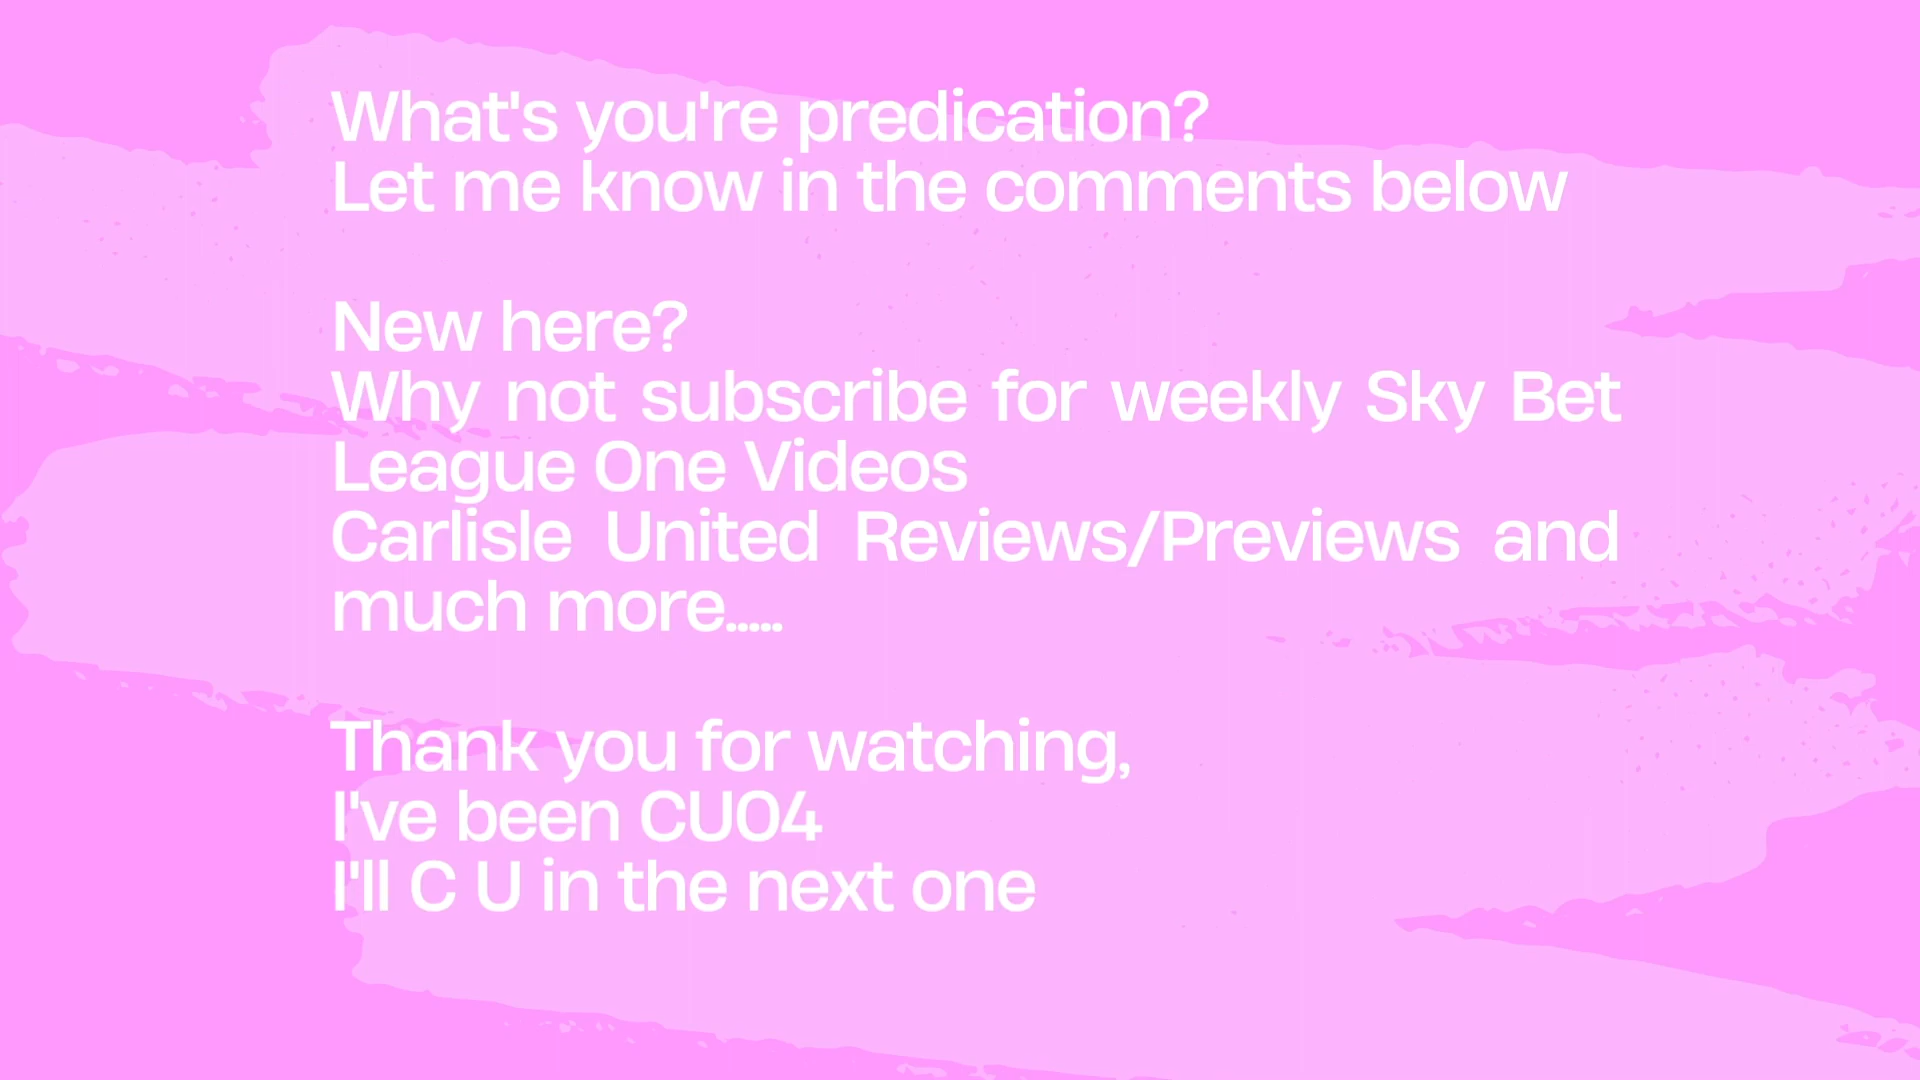 What's you're predication?
Let me know in the comments below
New here?
Why not subscribe for weekly Sky Bet
League One Videos
Carlisle United Reviews/Previews and
much more.....
Thank you for watching,
I've been CU04
I'll C U in the next one